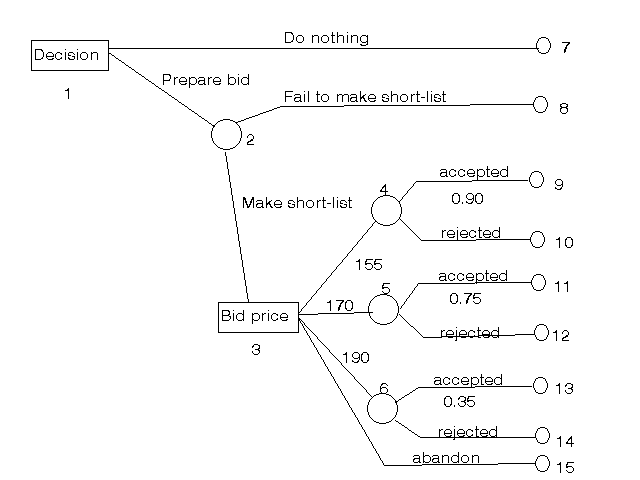 Do nothing
7
Decision
1
Prepare bid
Fail to make short-list
8
2
Make short-list
4
accepted
9
0.90
rejected
10
155
5
accepted
11
0.75
170
Bid price
3
rejected
12
190
6
accepted
13
0.35
rejected
14
abandon
15